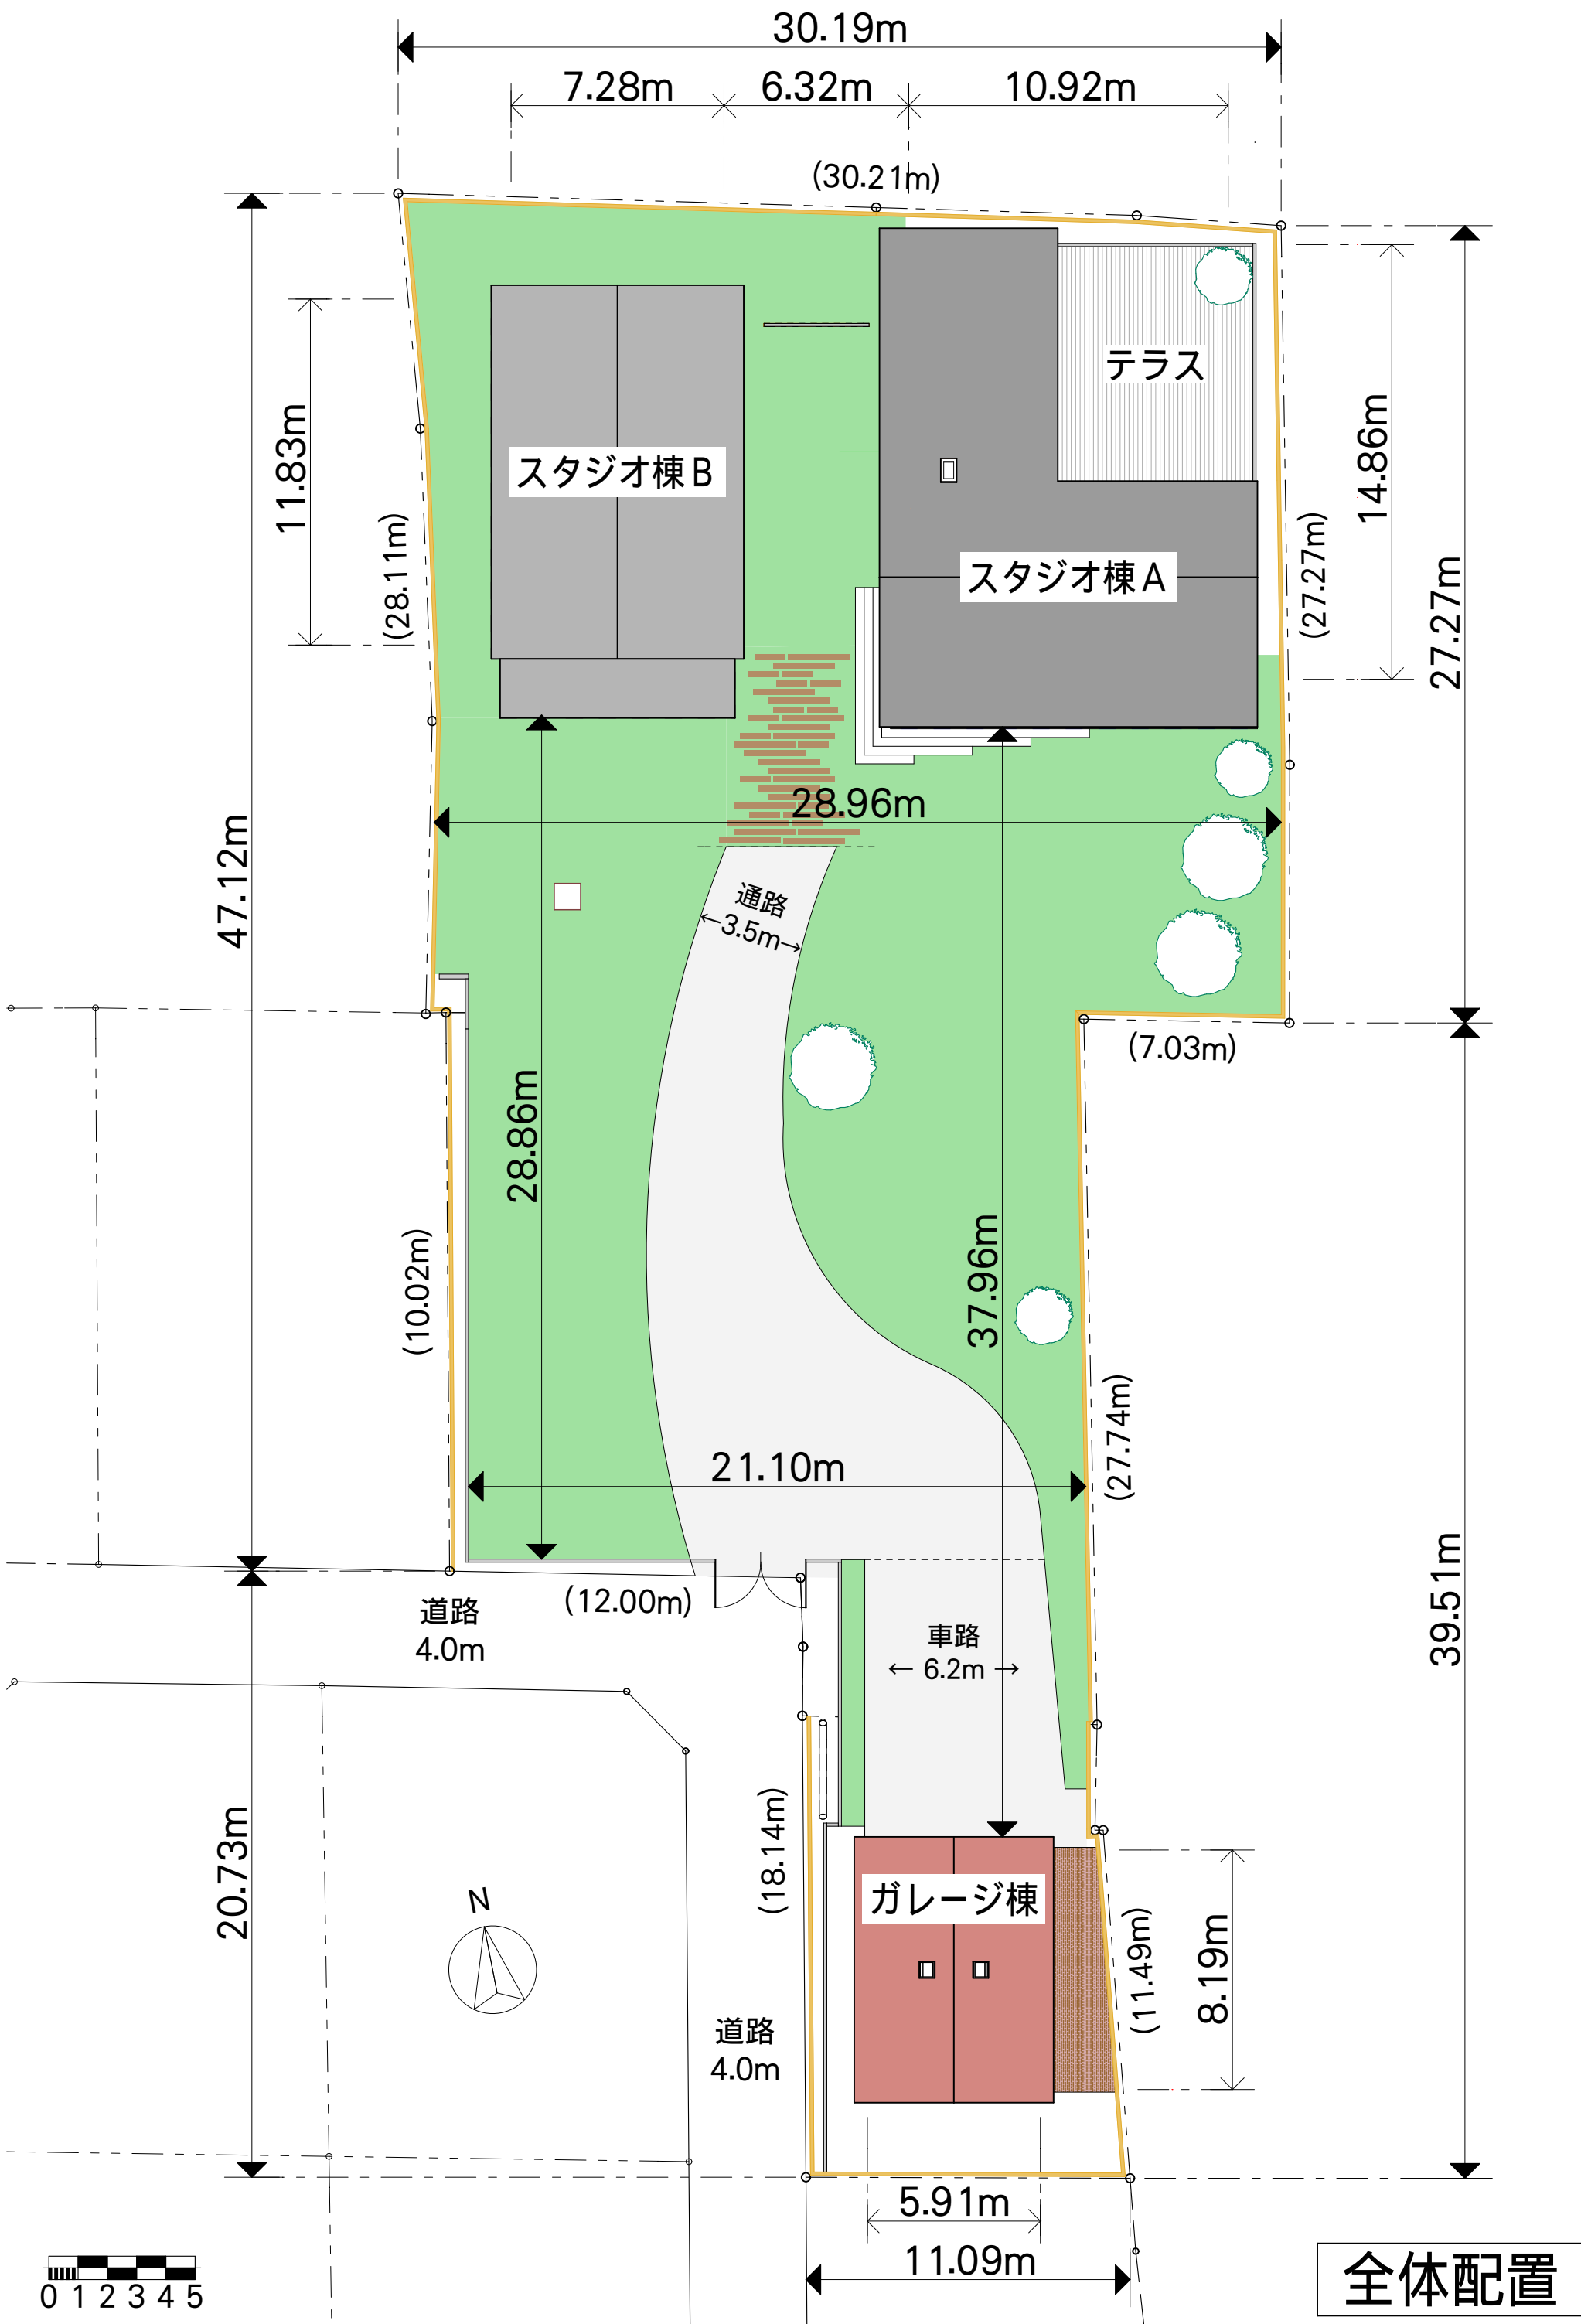 30.19m
7.28m
6.32m
10.92m
(30.21m)
テラス
11.83m
スタジオ棟B
14.86m
(28.11m)
スタジオ棟A
(27.27m)
27.27m
28.96m
47.12m
通路
3.5m
(7.03m)
28.86m
37.96m
(10.02m)
(27.74m)
21.10m
39.51m
道路
4.0m
(12.00m)
車路
6.2m
20.73m
(18.14m)
N
ガレージ棟
(11.49m)
8.19m
道路
4.0m
5.91m
11.09m
0 1 2 3 4 5
全体配置